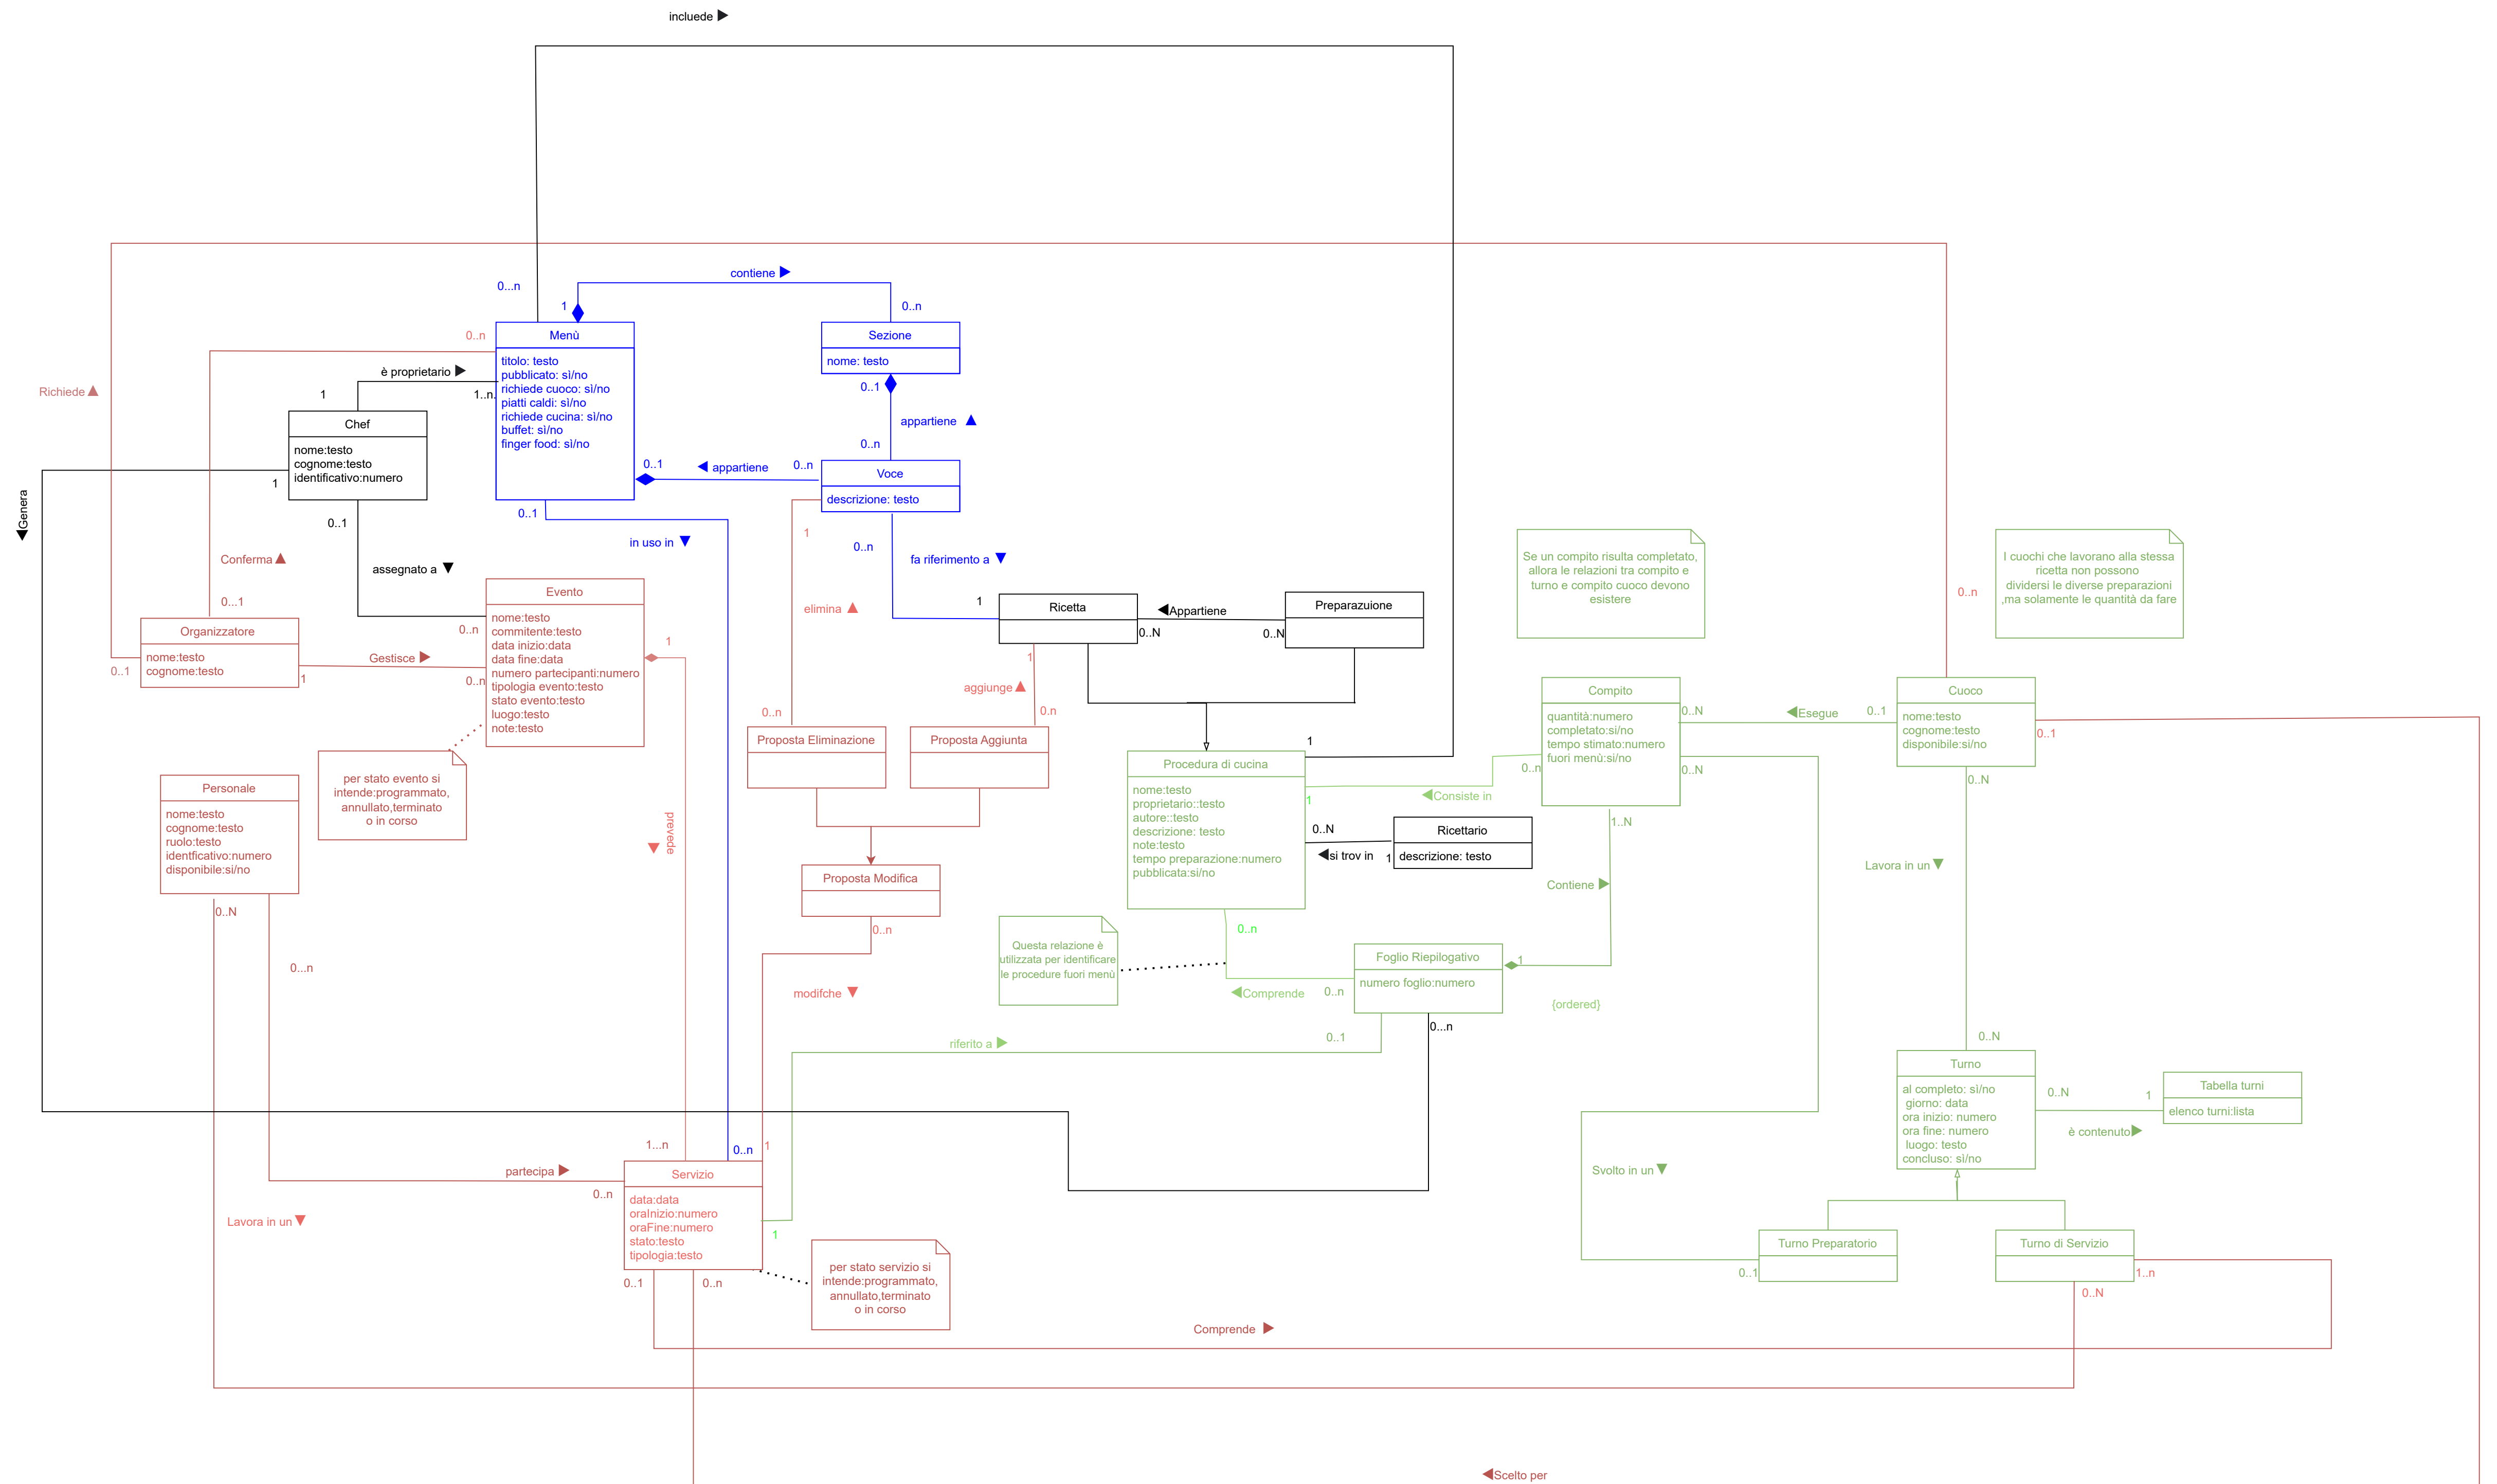 incluede
contiene
0...n
1
0..n
0..n
Menù
titolo: testo
pubblicato: sì/no
richiede cuoco: sì/no
piatti caldi: sì/no
richiede cucina: sì/no
buffet: sì/no
finger food: sì/no
Sezione
nome: testo
0..1
appartiene
0..n
è proprietario
1
1..n.
Richiede
Chef
nome:testo
cognome:testo
identificativo:numero
0..1
appartiene
0..n
Voce
descrizione: testo
1
Genera
0..1
0..1
in uso in
1
0..n
fa riferimento a
Conferma
assegnato a
0...1
0..n
Evento
nome:testo
commitente:testo
data inizio:data
data fine:data
numero partecipanti:numero
tipologia evento:testo
stato evento:testo
luogo:testo
note:testo
1
elimina
1
Ricetta
Appartiene
0..N
0..N
Preparazuione
Se un compito risulta completato,
allora le relazioni tra compito e
turno e compito cuoco devono
esistere
I cuochi che lavorano alla stessa
ricetta non possono
dividersi le diverse preparazioni
,ma solamente le quantità da fare
0..n
Organizzatore
nome:testo
cognome:testo
0..1
1
Gestisce
0..n
1
aggiunge
0..n
0.n
Proposta Eliminazione
Proposta Aggiunta
1
Compito
quantità:numero
completato:si/no
tempo stimato:numero
fuori menù:si/no
0..N
Esegue
0..1
Cuoco
nome:testo
cognome:testo
disponibile:si/no
0..1
0..n
0..N
0..N
per stato evento si
intende:programmato,
annullato,terminato
o in corso
Personale
nome:testo
cognome:testo
ruolo:testo
identficativo:numero
disponibile:si/no
prevede
Procedura di cucina
nome:testo
proprietario::testo
autore::testo
descrizione: testo
note:testo
tempo preparazione:numero
pubblicata:si/no
1
Consiste in
0..N
si trov in
1
Ricettario
descrizione: testo
1..N
Contiene
Lavora in un
Proposta Modifica
0..n
0..N
0...n
modifche
Questa relazione è
utilizzata per identificare
le procedure fuori menù
0..n
Comprende
0..n
Foglio Riepilogativo
numero foglio:numero
1
{ordered}
0..1
0...n
riferito a
0..N
Turno
al completo: sì/no
giorno: data
ora inizio: numero
ora fine: numero
luogo: testo
concluso: sì/no
0..N
1
è contenuto
Tabella turni
elenco turni:lista
1...n
0..n
1
partecipa
0..n
Servizio
data:data
oraInizio:numero
oraFine:numero
stato:testo
tipologia:testo
1
Svolto in un
Lavora in un
0..1
0..n
per stato servizio si
intende:programmato,
annullato,terminato
o in corso
0..1
Turno Preparatorio
Turno di Servizio
1..n
0..N
Comprende
Scelto per